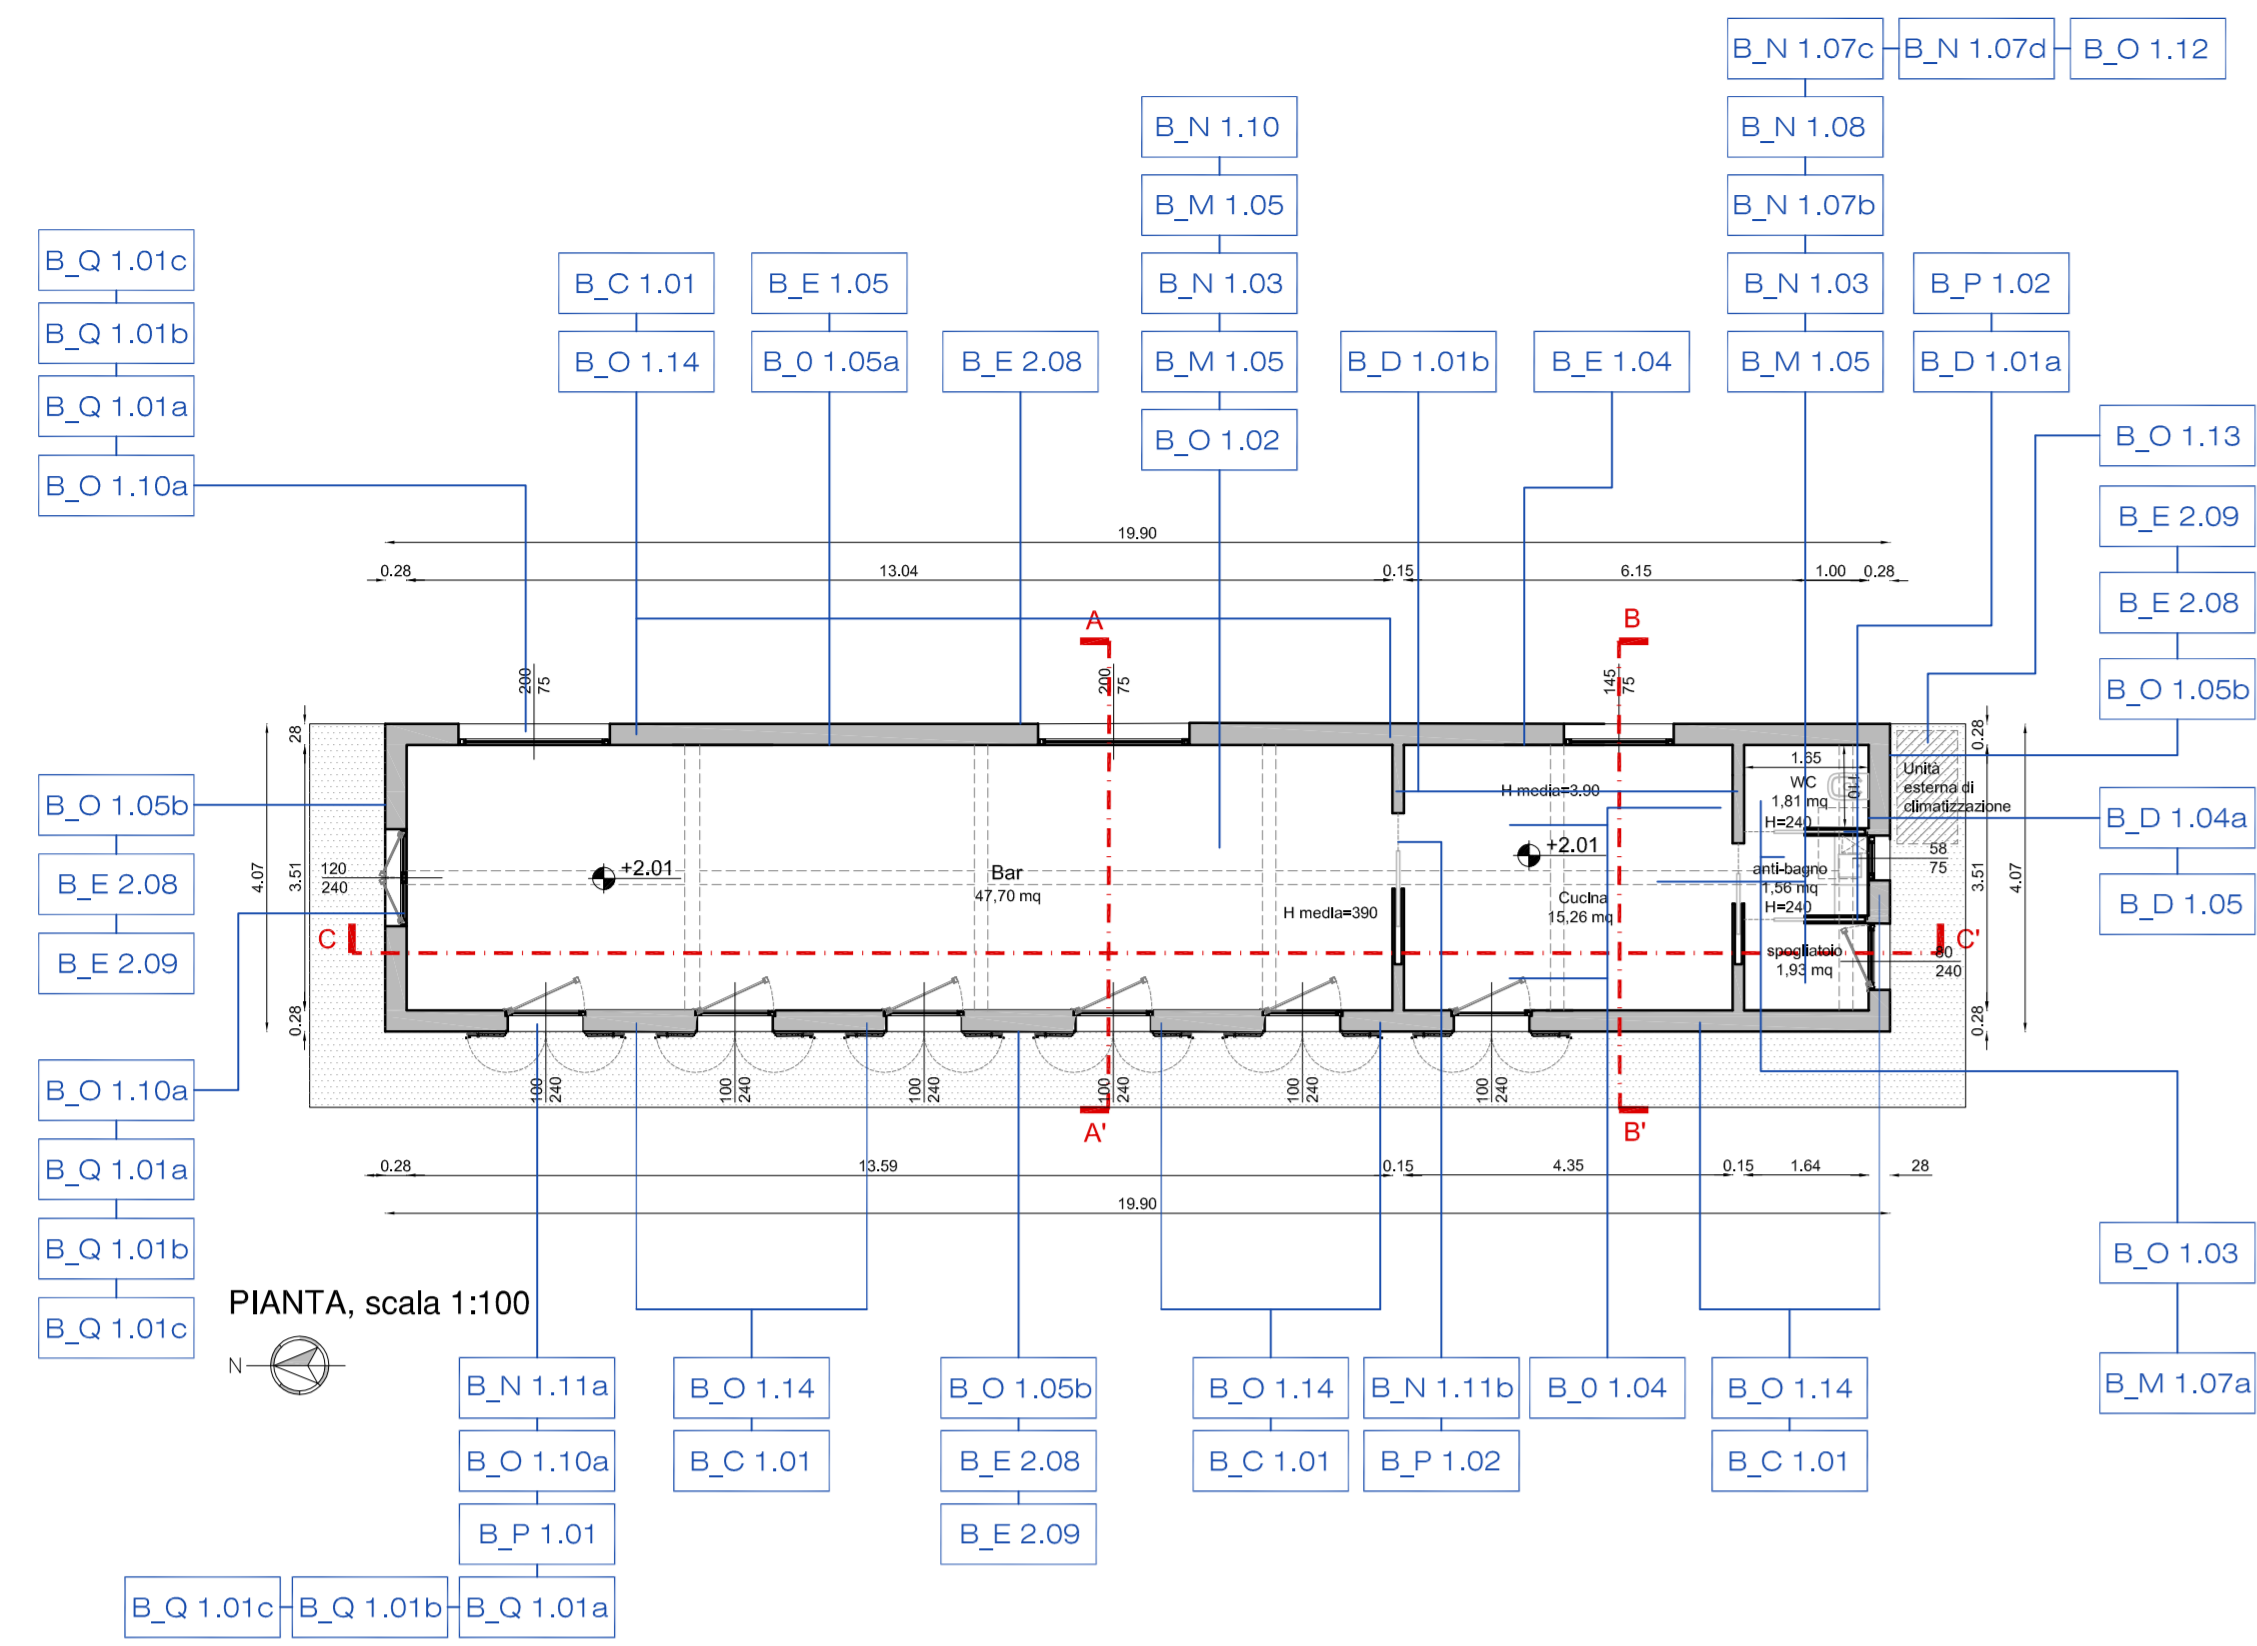 B_N 1.07c
B_N 1.07d
B_O 1.12
B_N 1.10
B_N 1.08
B_M 1.05
B_N 1.07b
B_Q 1.01c
B_C 1.01
B_E 1.05
B_N 1.03
B_N 1.03
B_P 1.02
B_Q 1.01b
B_O 1.14
B_0 1.05a
B_E 2.08
B_M 1.05
B_D 1.01b
B_E 1.04
B_M 1.05
B_D 1.01a
B_Q 1.01a
B_O 1.02
B_O 1.13
B_O 1.10a
B_E 2.09
19.90
0.28
13.04
0.15
6.15
1.00
0.28
B_E 2.08
A
B
B_O 1.05b
200
75
200
75
145
75
28
0.28
1.65
WC
1,81 mq
H=240
1.10
Unità
esterna di
climatizzazione
H media=3.90
B_O 1.05b
B_D 1.04a
4.07
3.51
120
240
+2.01
Bar
47,70 mq
+2.01
anti-bagno
1,56 mq
H=240
58
75
3.51
4.07
B_E 2.08
B_D 1.05
H media=390
Cucina
15,26 mq
C
C'
B_E 2.09
spogliatoio
1,93 mq
80
240
0.28
0.28
B_O 1.10a
100
240
100
240
100
240
100
240
100
240
100
240
A'
B'
B_Q 1.01a
0.28
13.59
0.15
4.35
0.15
1.64
28
19.90
B_Q 1.01b
B_O 1.03
PIANTA, scala 1:100
B_Q 1.01c
N
B_N 1.11a
B_O 1.14
B_O 1.05b
B_O 1.14
B_N 1.11b
B_0 1.04
B_O 1.14
B_M 1.07a
B_O 1.10a
B_C 1.01
B_E 2.08
B_C 1.01
B_P 1.02
B_C 1.01
B_P 1.01
B_E 2.09
B_Q 1.01c
B_Q 1.01b
B_Q 1.01a